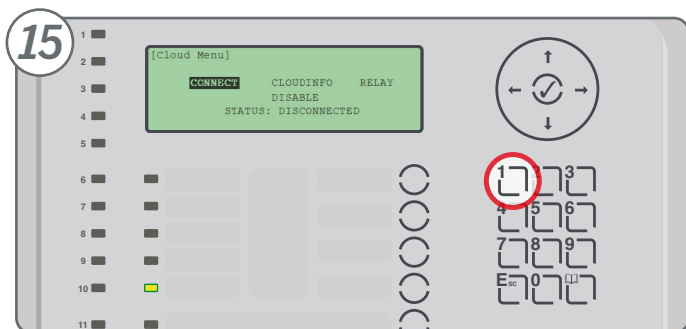 15
[Cloud Menu]
CONNECT CLOUDINFO RELAY
DISABLE
STATUS: DISCONNECTED
1
2
3
4
5
6
7
8
9
10
11
1 2 3
4 5 6
7 8 9
Esc 0